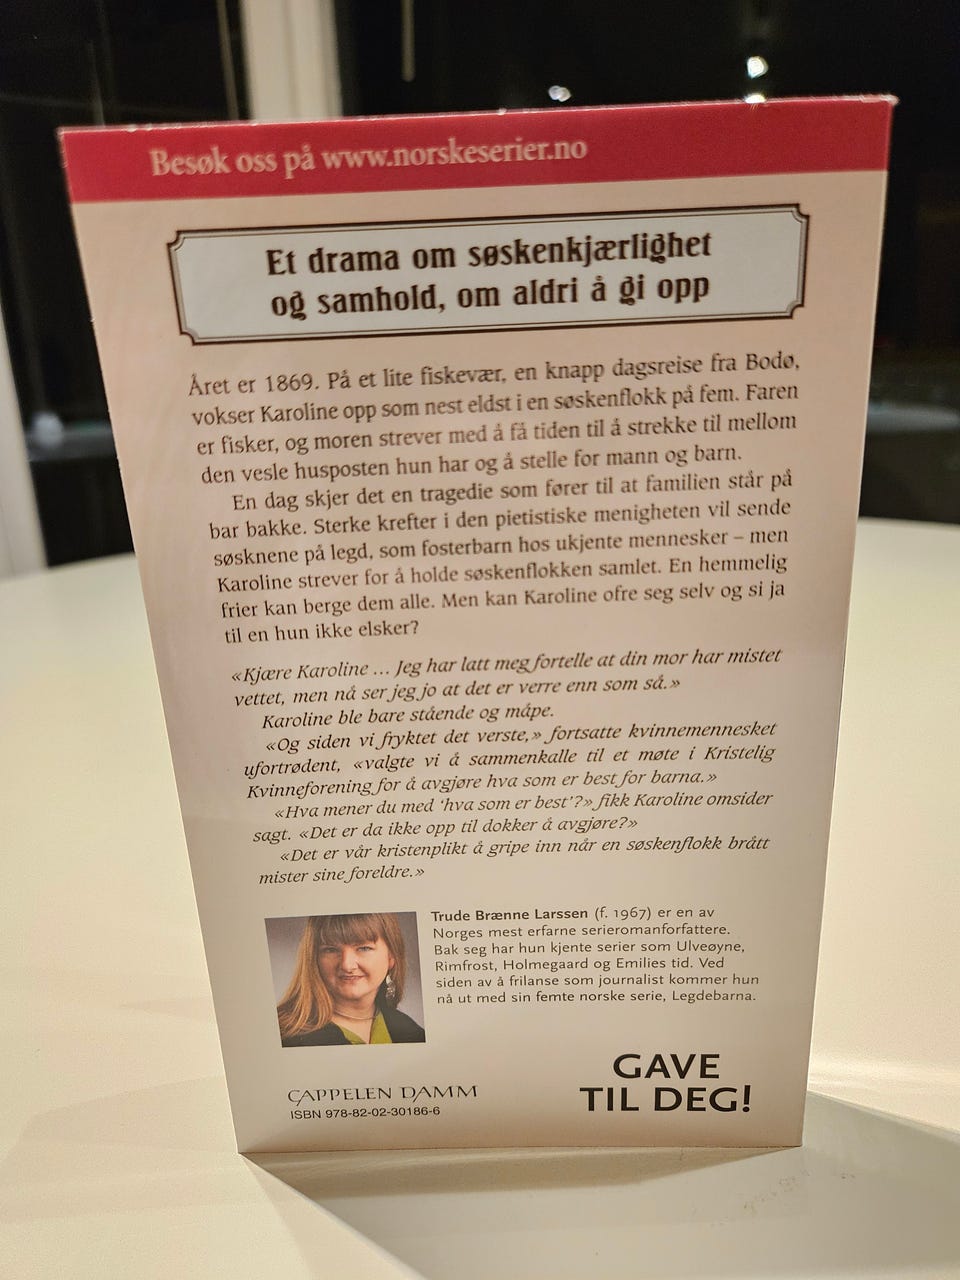 Besøk oss på www.norskeserier.no
Et drama om søskenkjærlighet
og samhold, om aldri å gi opp
Året er 1869. På et lite fiskevær, en knapp dagsreise fra Bodø,
vokser Karoline opp som nest eldst i en søskenflokk på fem. Faren
er fisker, og moren strever med å få tiden til å strekke til mellom
den vesle husposten hun har og å stelle for mann og barn.
En dag skjer det en tragedie som fører til at familien står på
bar bakke. Sterke krefter i den pietistiske menigheten vil sende
søsknene på legd, som fosterbarn hos ukjente mennesker – men
Karoline strever for å holde søskenflokken samlet. En hemmelig
frier kan berge dem alle. Men kan Karoline ofre seg selv og si ja
til en hun ikke elsker?
«Kjære Karoline … Jeg har latt meg fortelle at din mor har mistet
vettet, men nå ser jeg jo at det er verre enn som så.»
Karoline ble bare stående og måpe.
«Og siden vi fryktet det verste,» fortsatte kvinnemennesket
ufortrødent, «valgte vi å sammenkalle til et møte i Kristelig
Kvinneforening for å avgjøre hva som er best for barna.»
«Hva mener du med ‘hva som er best’?» fikk Karoline omsider
sagt. «Det er da ikke opp til dokker å avgjøre?»
«Det er vår kristenplikt å gripe inn når en søskenflokk brått
mister sine foreldre.»
Trude Brænne Larssen (f. 1967) er en av
Norges mest erfarne serieromanforfattere.
Bak seg har hun kjente serier som Ulveøyne,
Rimfrost, Holmegaard og Emilies tid. Ved
siden av å frilanse som journalist kommer hun
nå ut med sin femte norske serie, Legdebarna.
CAPPELEN DAMM
ISBN 978-82-02-30186-6
GAVE
TIL DEG!